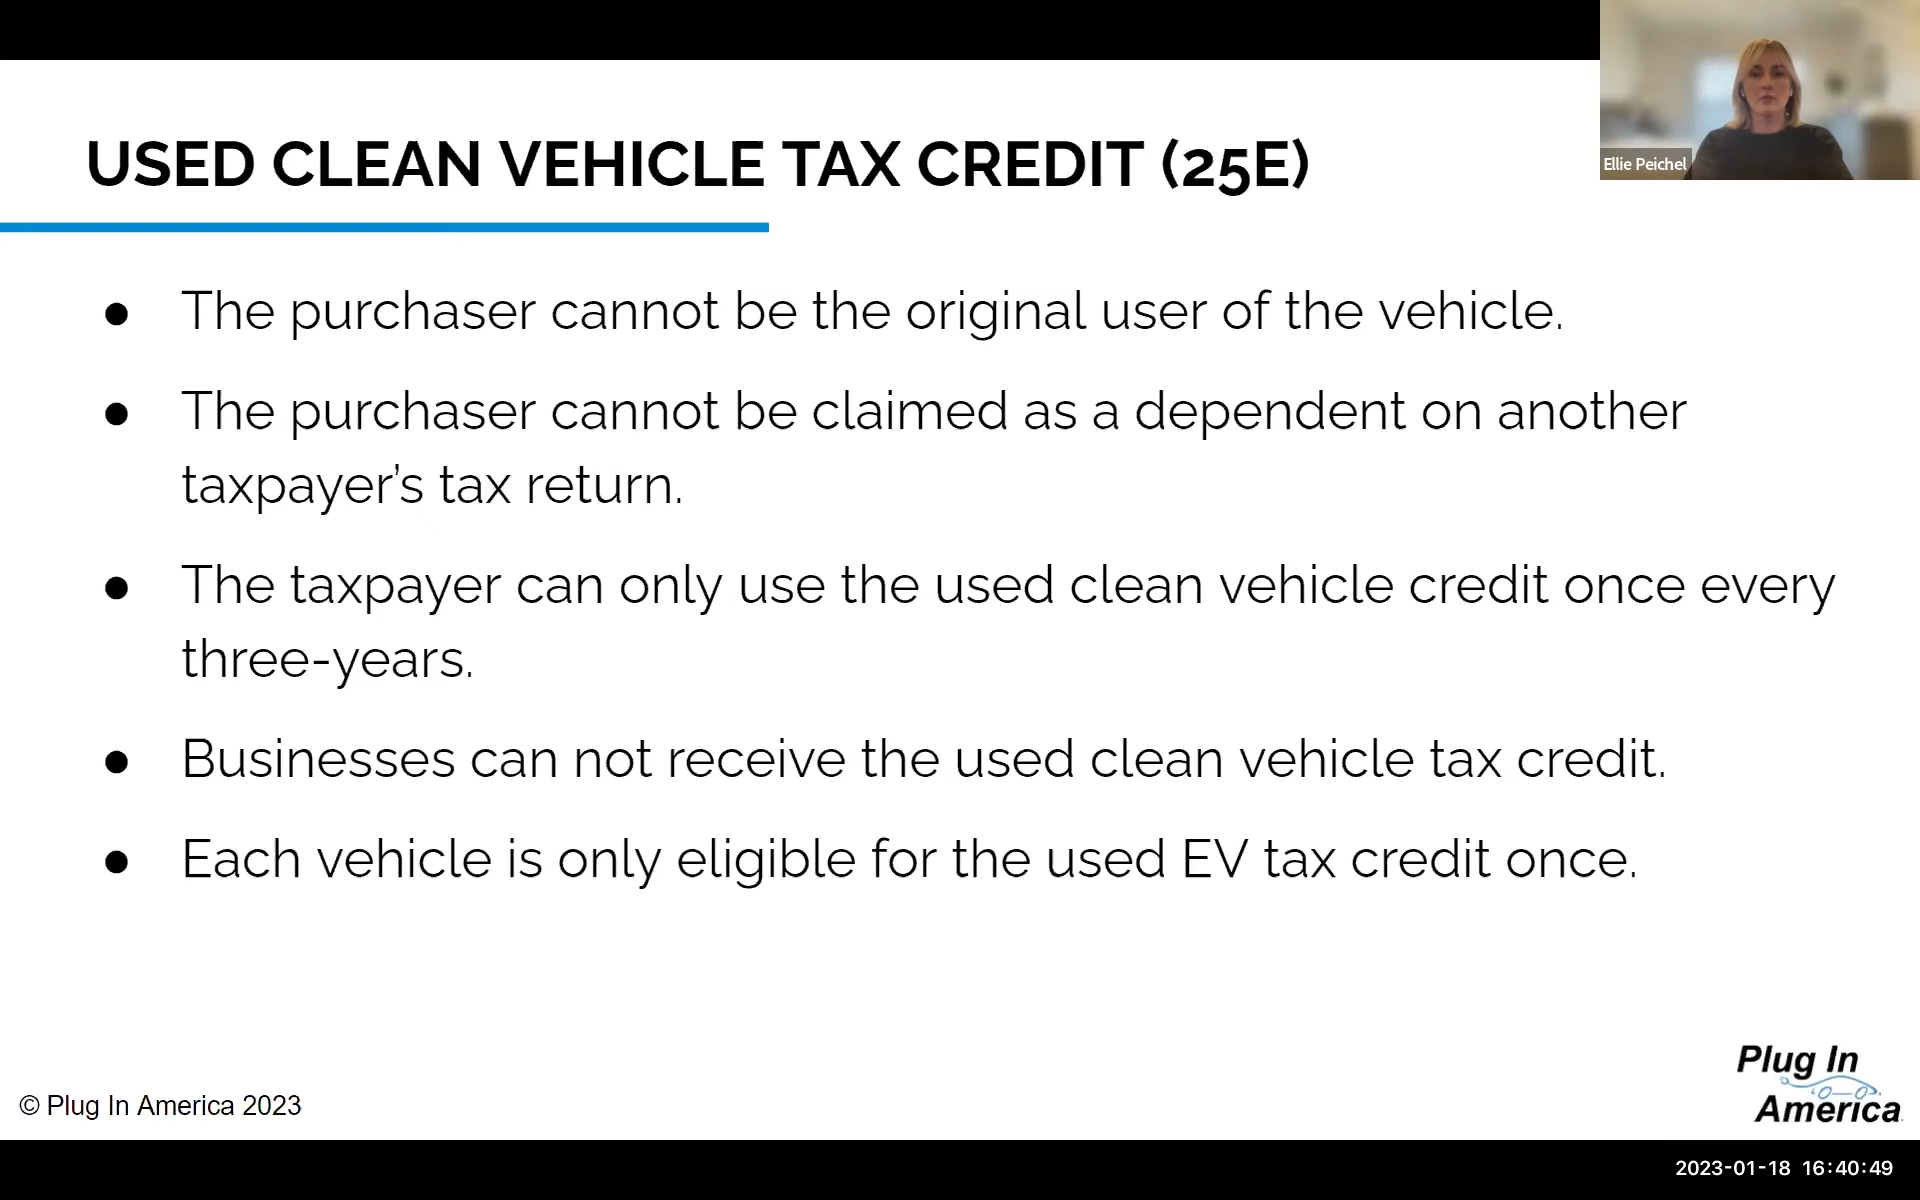 Ellie Peichel
USED CLEAN VEHICLE TAX CREDIT (25E)
● The purchaser cannot be the original user of the vehicle.
● The purchaser cannot be claimed as a dependent on another
taxpayer’s tax return.
● The taxpayer can only use the used clean vehicle credit once every
three-years.
● Businesses can not receive the used clean vehicle tax credit.
● Each vehicle is only eligible for the used EV tax credit once.
© Plug In America 2023
Plug In
America
2023-01-18 16:40:49